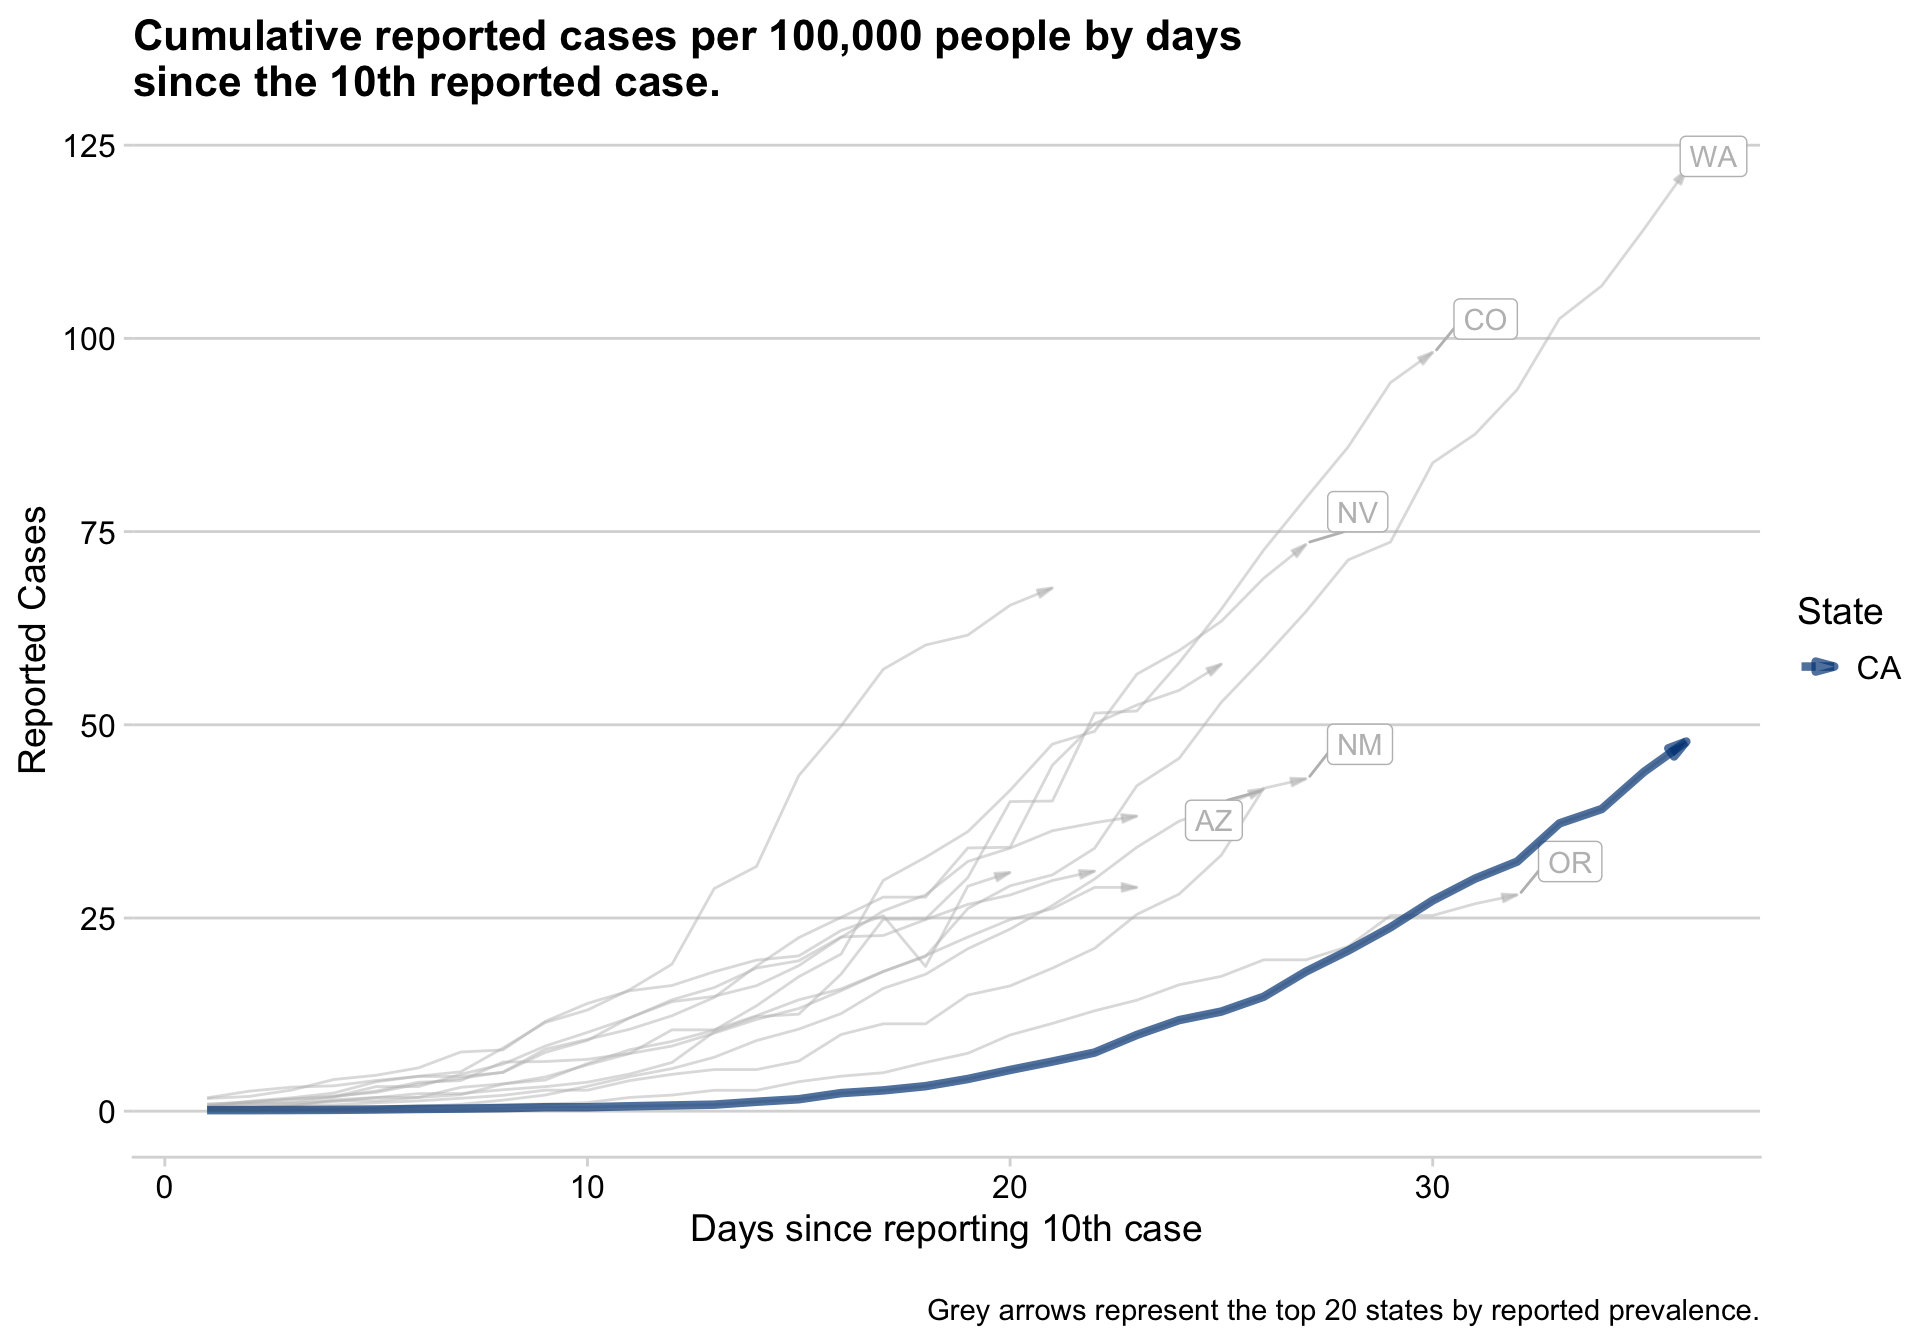 Cumulative reported cases per 100,000 people by days
since the 10th reported case.
125
WA
CO
100
NV
75
Reported Cases
State
CA
50
NM
AZ
OR
25
0
0 10 20 30
Days since reporting 10th case
Grey arrows represent the top 20 states by reported prevalence.